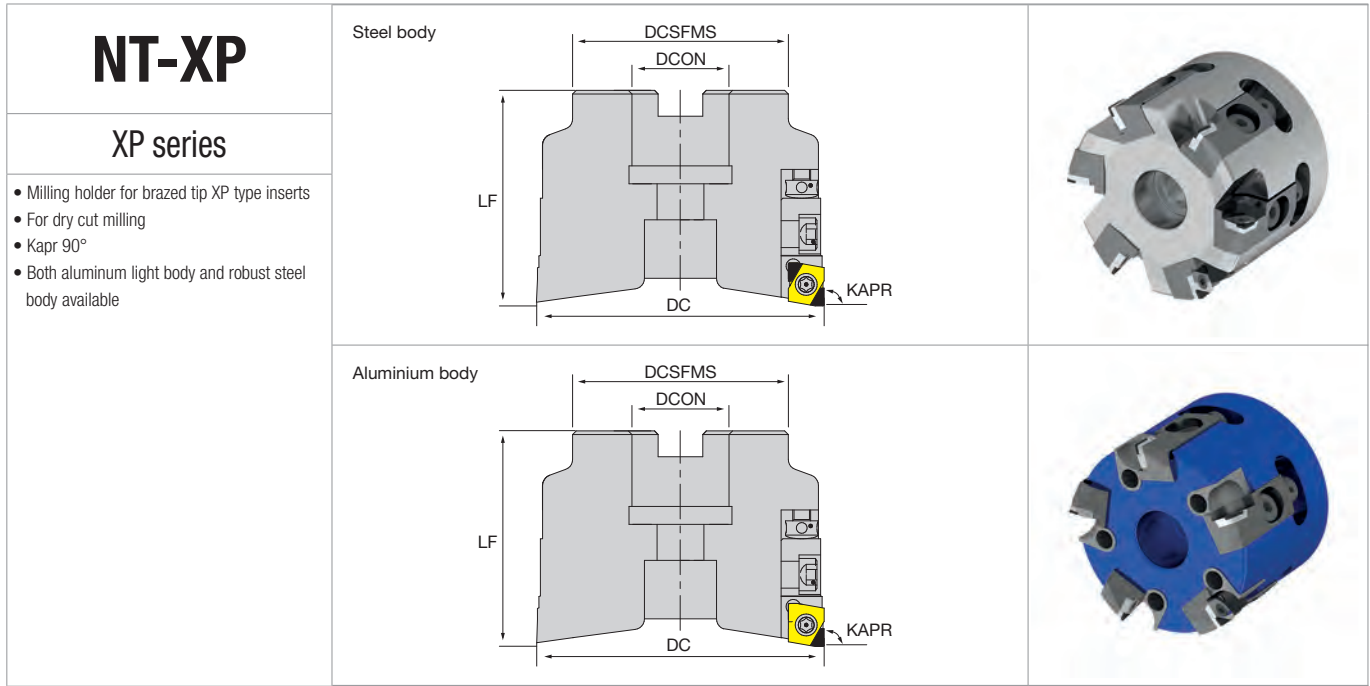 NT-XP
XP series
• Milling holder for brazed tip XP type inserts
• For dry cut milling
• Kapr 90°
• Both aluminum light body and robust steel
body available
Steel body
DCSFMS
DCON
LF
KAPR
DC
Aluminium body
DCSFMS
DCON
LF
KAPR
DC